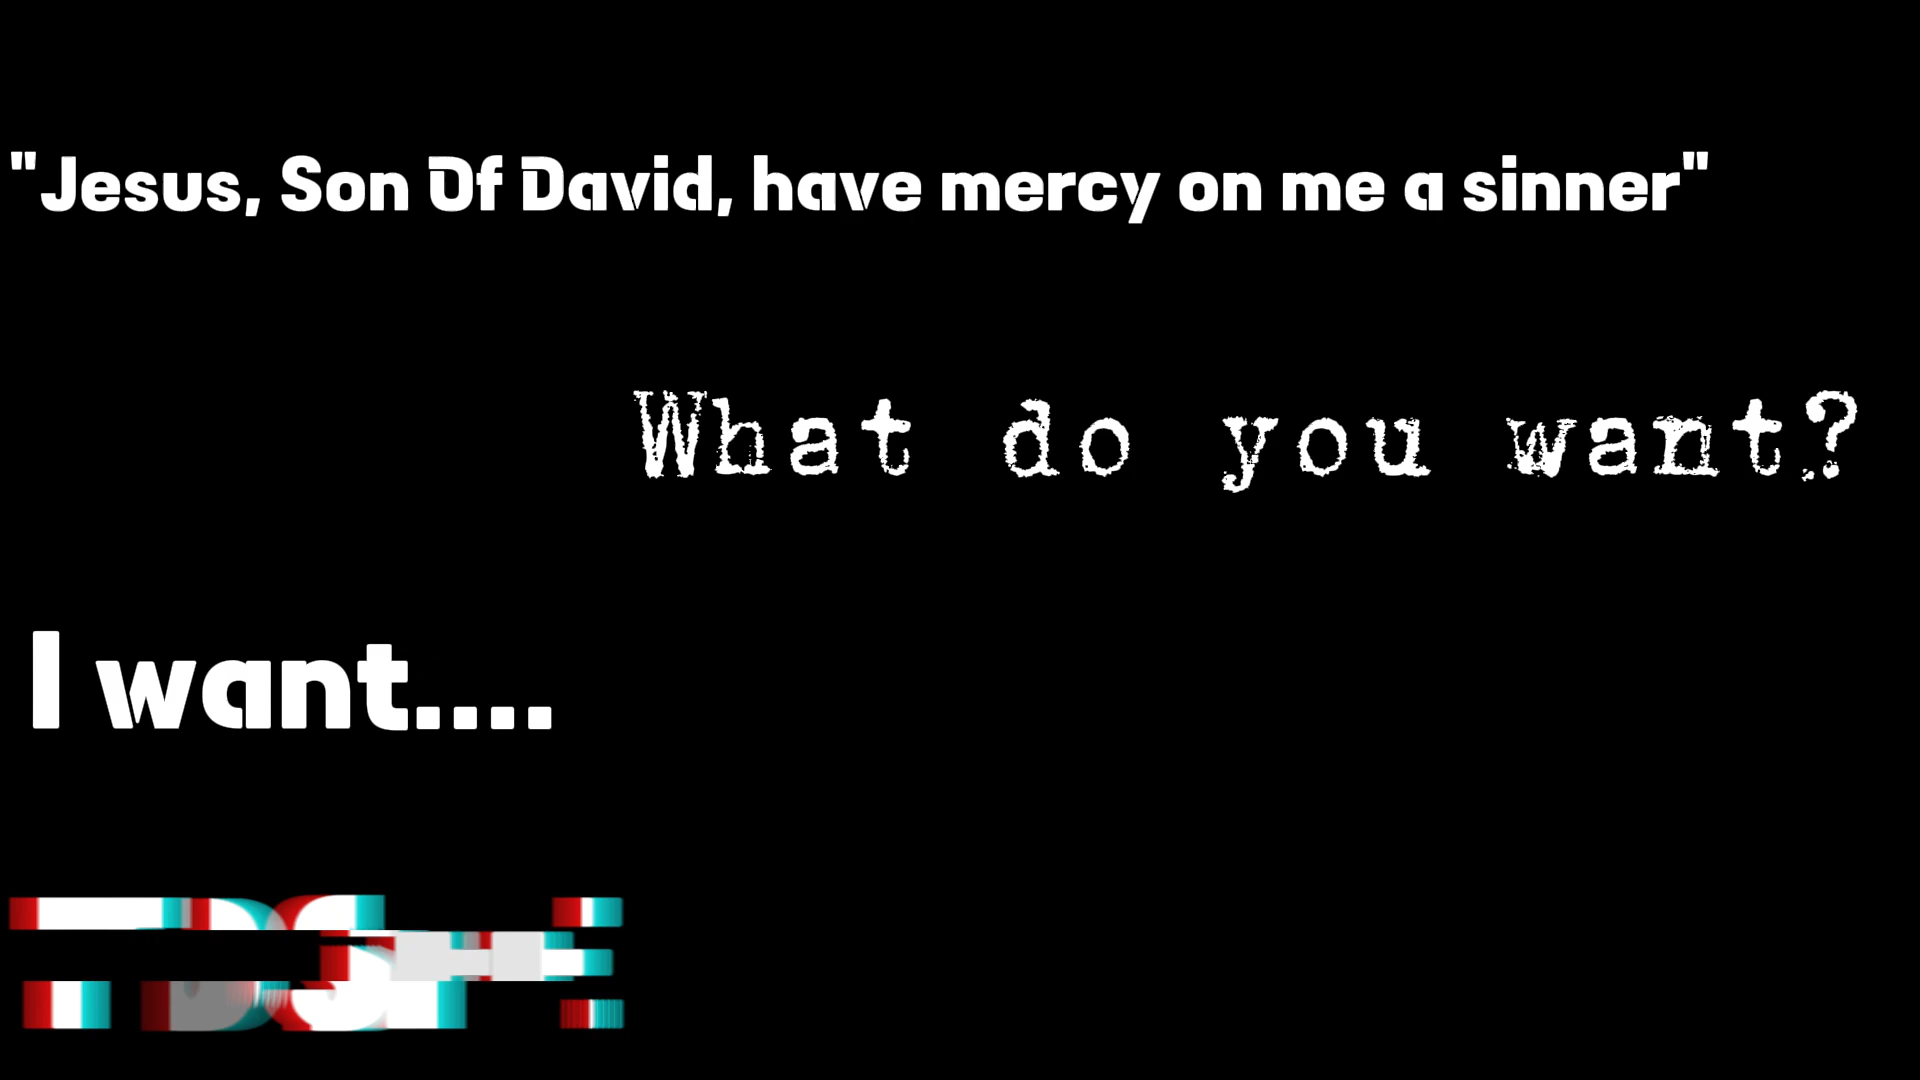 "Jesus, Son Of David, have mercy on me a sinner"
What do you want?
I want....